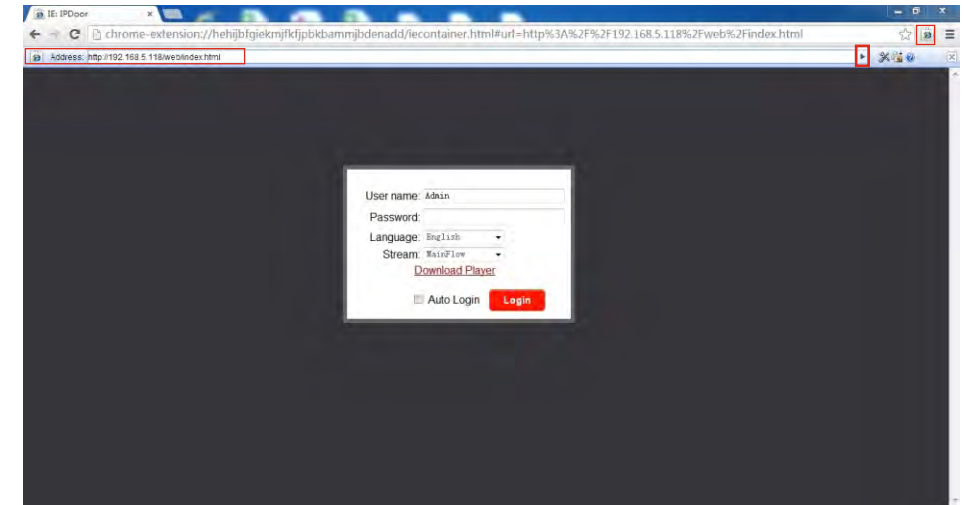 IE: IPDoor
chrome-extension://hehijbfgiekmjfkfjpbkbammjbdenadd/iecontainer.html#url=http%3A%2F%2F192.168.5.118%2Fweb%2Findex.html
Address: http://192.168.5.118/web/index.html
User name: Admin
Password:
Language: English
Stream: MainFlow
Download Player
Auto Login Login